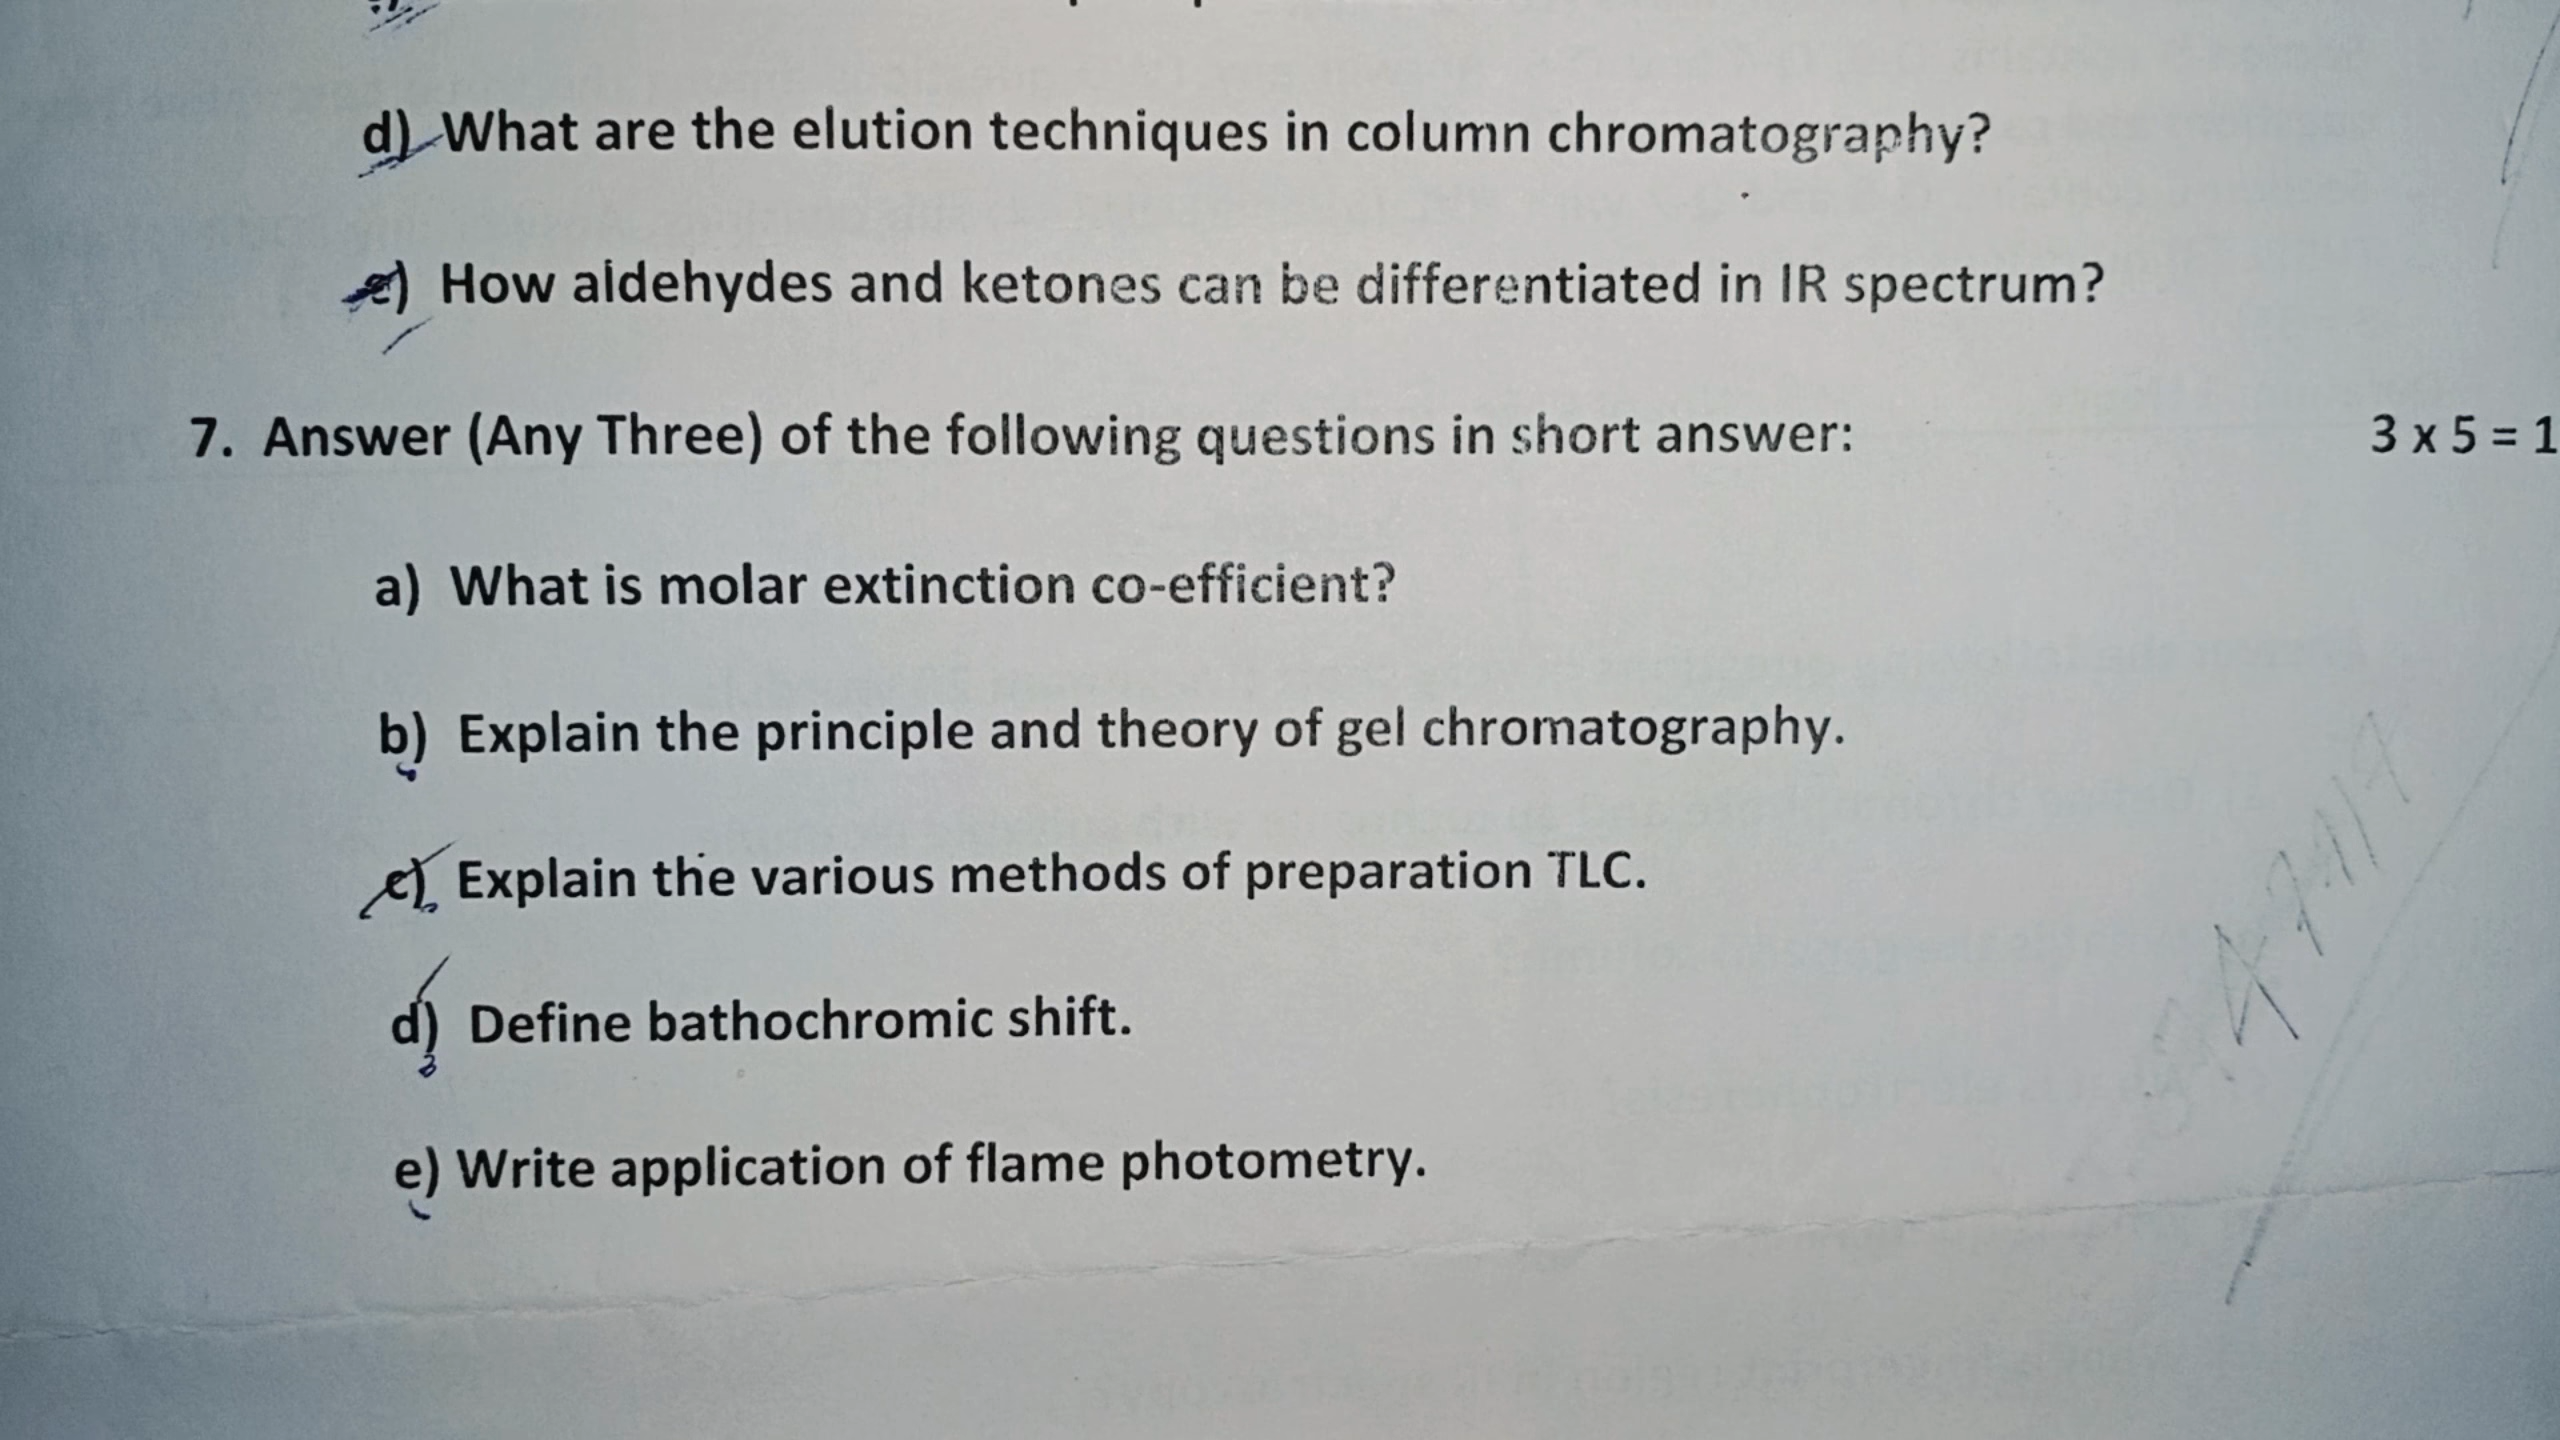 d) What are the elution techniques in column chromatography?
e) How aldehydes and ketones can be differentiated in IR spectrum?
7. Answer (Any Three) of the following questions in short answer: 3 x 5 = 1
a) What is molar extinction co-efficient?
b) Explain the principle and theory of gel chromatography.
c) Explain the various methods of preparation TLC.
d) Define bathochromic shift.
e) Write application of flame photometry.